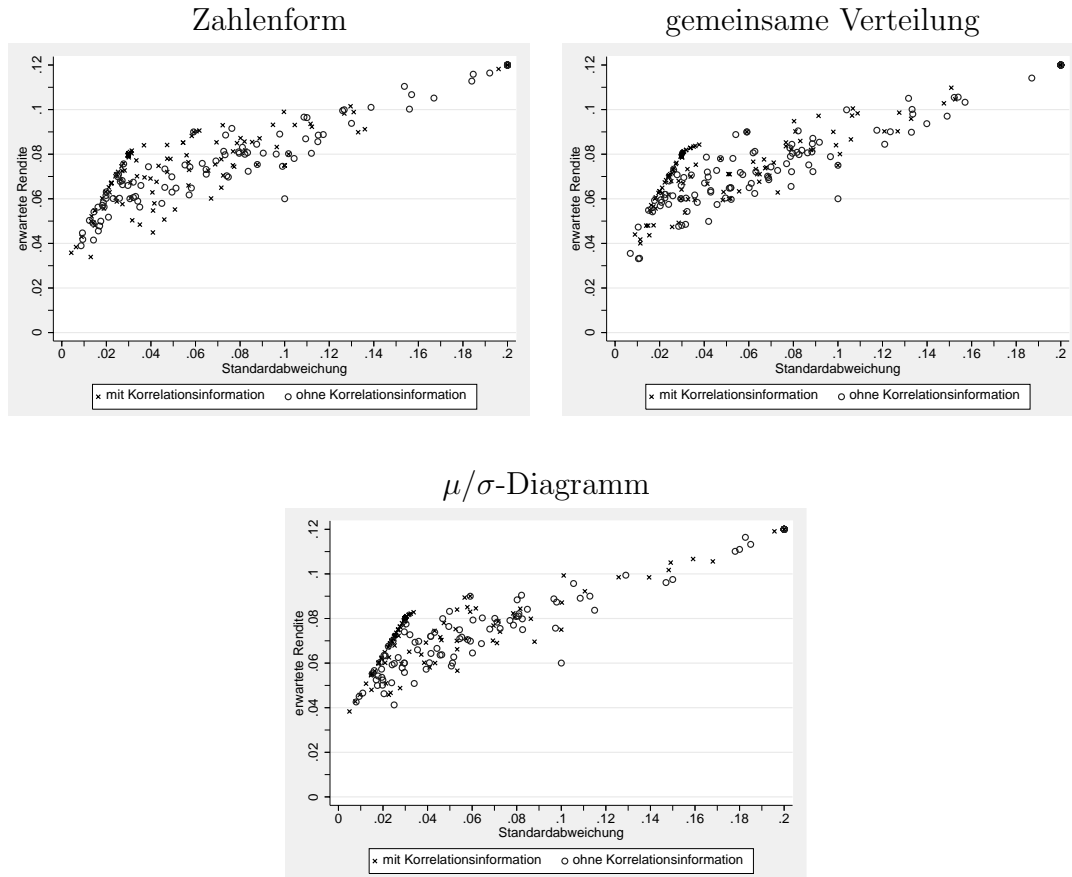 Zahlenform
gemeinsame Verteilung
erwartete Rendite
.12
.1
.08
.06
.04
.02
0
0 .02 .04 .06 .08 .1 .12 .14 .16 .18 .2
Standardabweichung
mit Korrelationsinformation ohne Korrelationsinformation
erwartete Rendite
.12
.1
.08
.06
.04
.02
0
0 .02 .04 .06 .08 .1 .12 .14 .16 .18 .2
Standardabweichung
mit Korrelationsinformation ohne Korrelationsinformation
μ/σ-Diagramm
erwartete Rendite
.12
.1
.08
.06
.04
.02
0
0 .02 .04 .06 .08 .1 .12 .14 .16 .18 .2
Standardabweichung
mit Korrelationsinformation ohne Korrelationsinformation